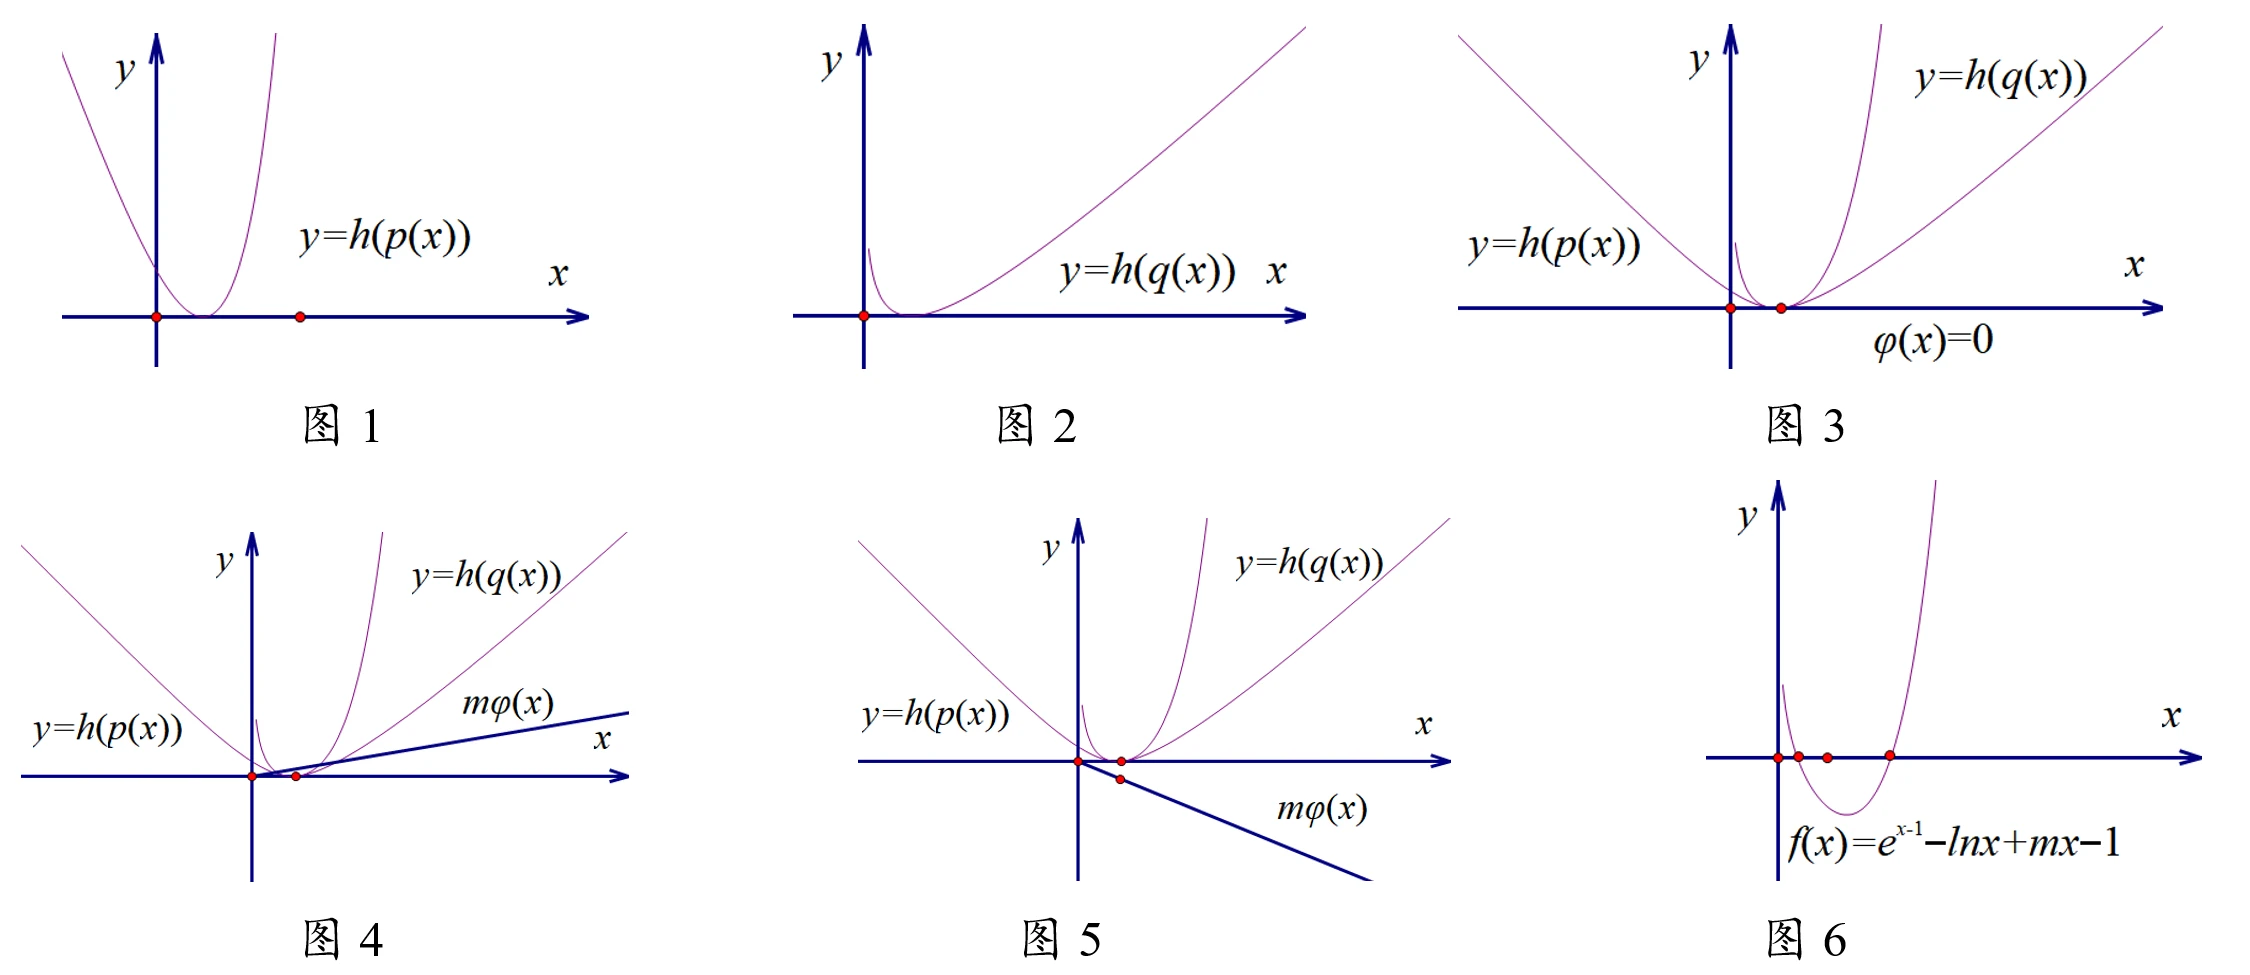 y
y=h(p(x))
x
图 1
y
y=h(q(x)) x
图 2
y
y=h(q(x))
y=h(p(x))
x
φ(x)=0
图 3
y
y=h(q(x))
mφ(x)
y=h(p(x))
x
图 4
y
y=h(q(x))
y=h(p(x))
x
mφ(x)
图 5
y
x
f(x)=eˣ⁻¹−lnx+mx−1
图 6